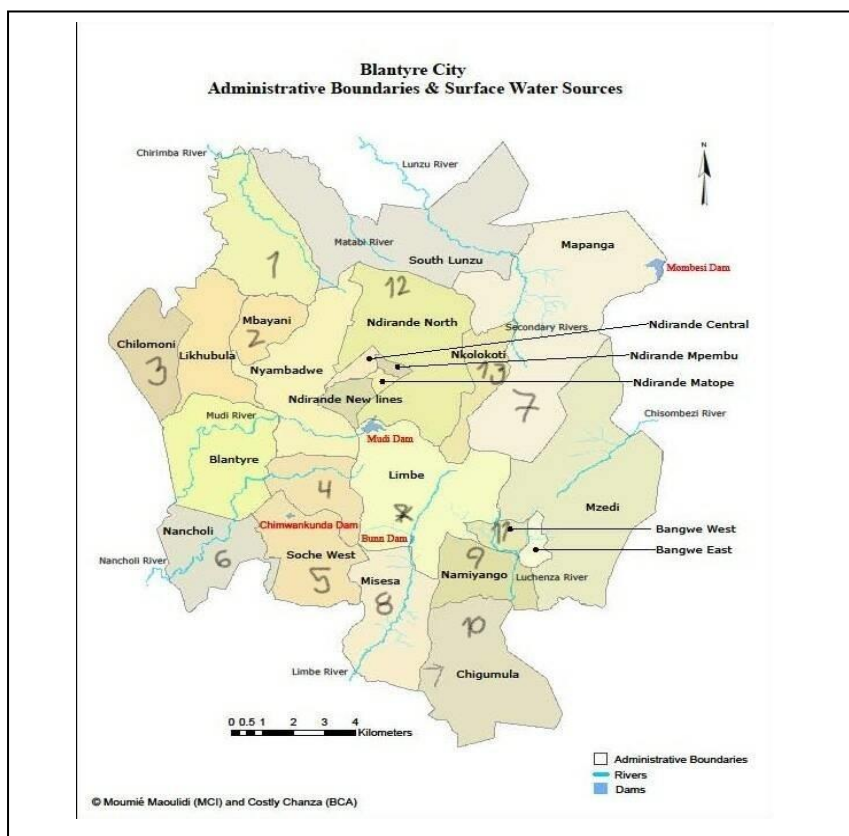 Blantyre City
Administrative Boundaries & Surface Water Sources
Chirimba River
Lunzu River
N
Matabi River
South Lunzu
Mapanga
Mombesi Dam
1
12
Mbayani
2
Ndirande North
Secondary Rivers
Ndirande Central
Chilomoni
3
Likhubula
Nyambadwe
Nkolokoti
13
Ndirande Mpembu
Ndirande Matope
Ndirande New lines
7
Mudi River
Mudi Dam
Chisombezi River
Blantyre
Limbe
4
Mzedi
Nancholi
Chimwankunda Dam
11
Bangwe West
Bunn Dam
Bangwe East
Nancholi River
6
Soche West
5
Misesa
8
9
Namiyango
Luchenza River
10
Limbe River
7
Chigumula
0 0.5 1 2 3 4
Kilometers
Administrative Boundaries
Rivers
Dams
© Moumié Maoulidi (MCI) and Costly Chanza (BCA)